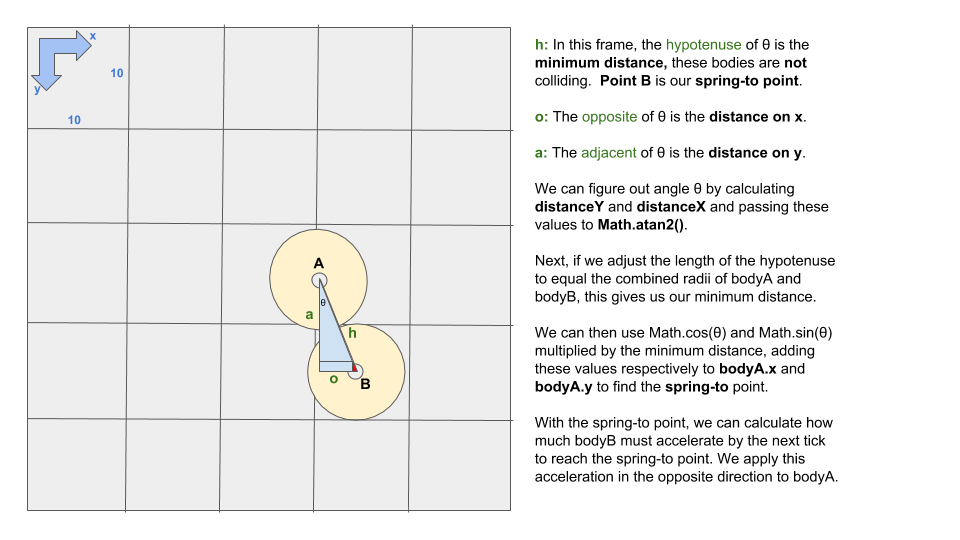 x
10
y
10
A
θ
a
h
o
B
h: In this frame, the hypotenuse of θ is the
minimum distance, these bodies are not
colliding. Point B is our spring-to point.
o: The opposite of θ is the distance on x.
a: The adjacent of θ is the distance on y.
We can figure out angle θ by calculating
distanceY and distanceX and passing these
values to Math.atan2().
Next, if we adjust the length of the hypotenuse
to equal the combined radii of bodyA and
bodyB, this gives us our minimum distance.
We can then use Math.cos(θ) and Math.sin(θ)
multiplied by the minimum distance, adding
these values respectively to bodyA.x and
bodyA.y to find the spring-to point.
With the spring-to point, we can calculate how
much bodyB must accelerate by the next tick
to reach the spring-to point. We apply this
acceleration in the opposite direction to bodyA.